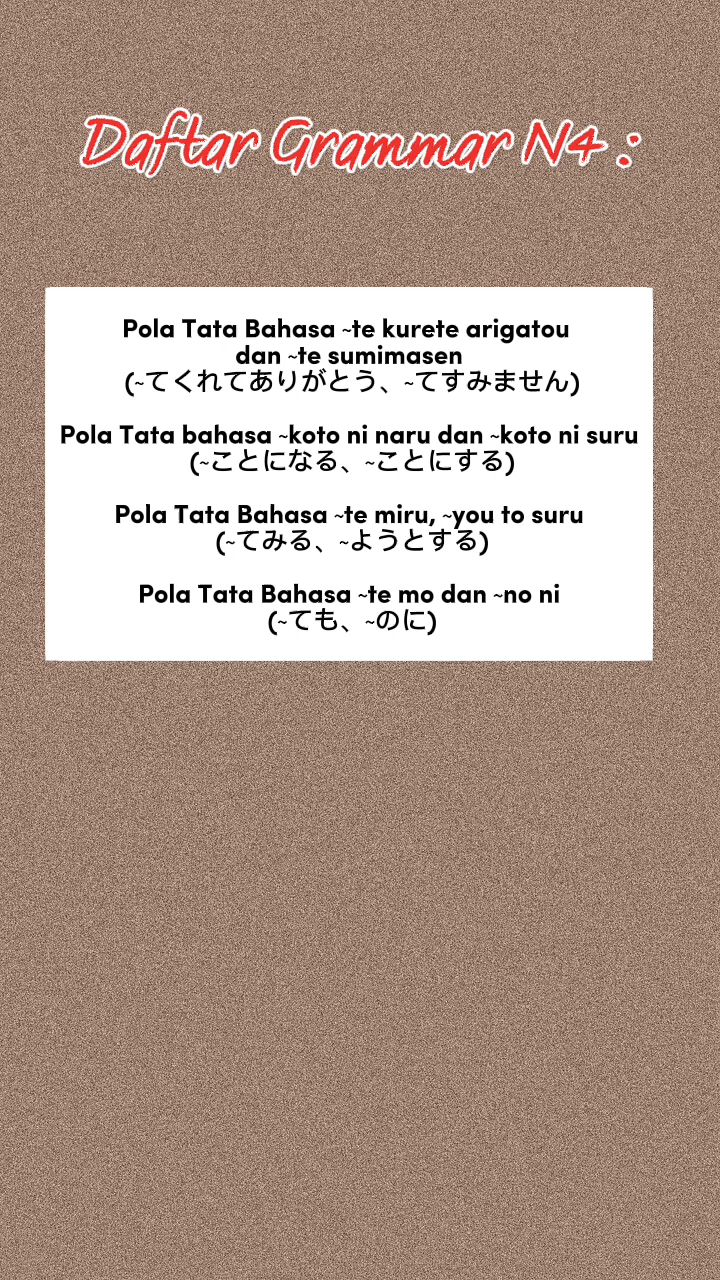 Daftar Grammar N4 :
Pola Tata Bahasa ~te kurete arigatou
dan ~te sumimasen
(~てくれてありがとう、~てすみません)
Pola Tata bahasa ~koto ni naru dan ~koto ni suru
(~ことになる、~ことにする)
Pola Tata Bahasa ~te miru, ~you to suru
(~てみる、~ようとする)
Pola Tata Bahasa ~te mo dan ~no ni
(~ても、~のに)